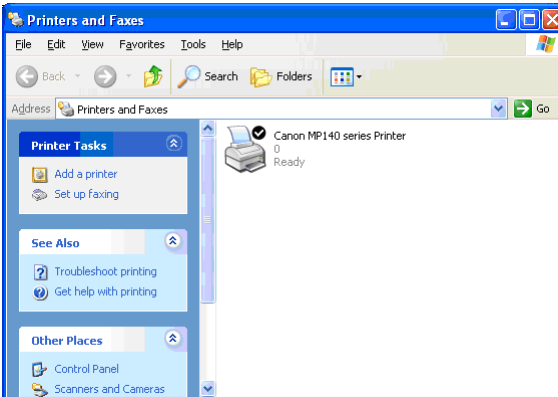 Printers and Faxes
File Edit View Favorites Tools Help
Back Search Folders
Address Printers and Faxes Go
Printer Tasks
Add a printer
Set up faxing
See Also
Troubleshoot printing
Get help with printing
Other Places
Control Panel
Scanners and Cameras
Canon MP140 series Printer
0
Ready